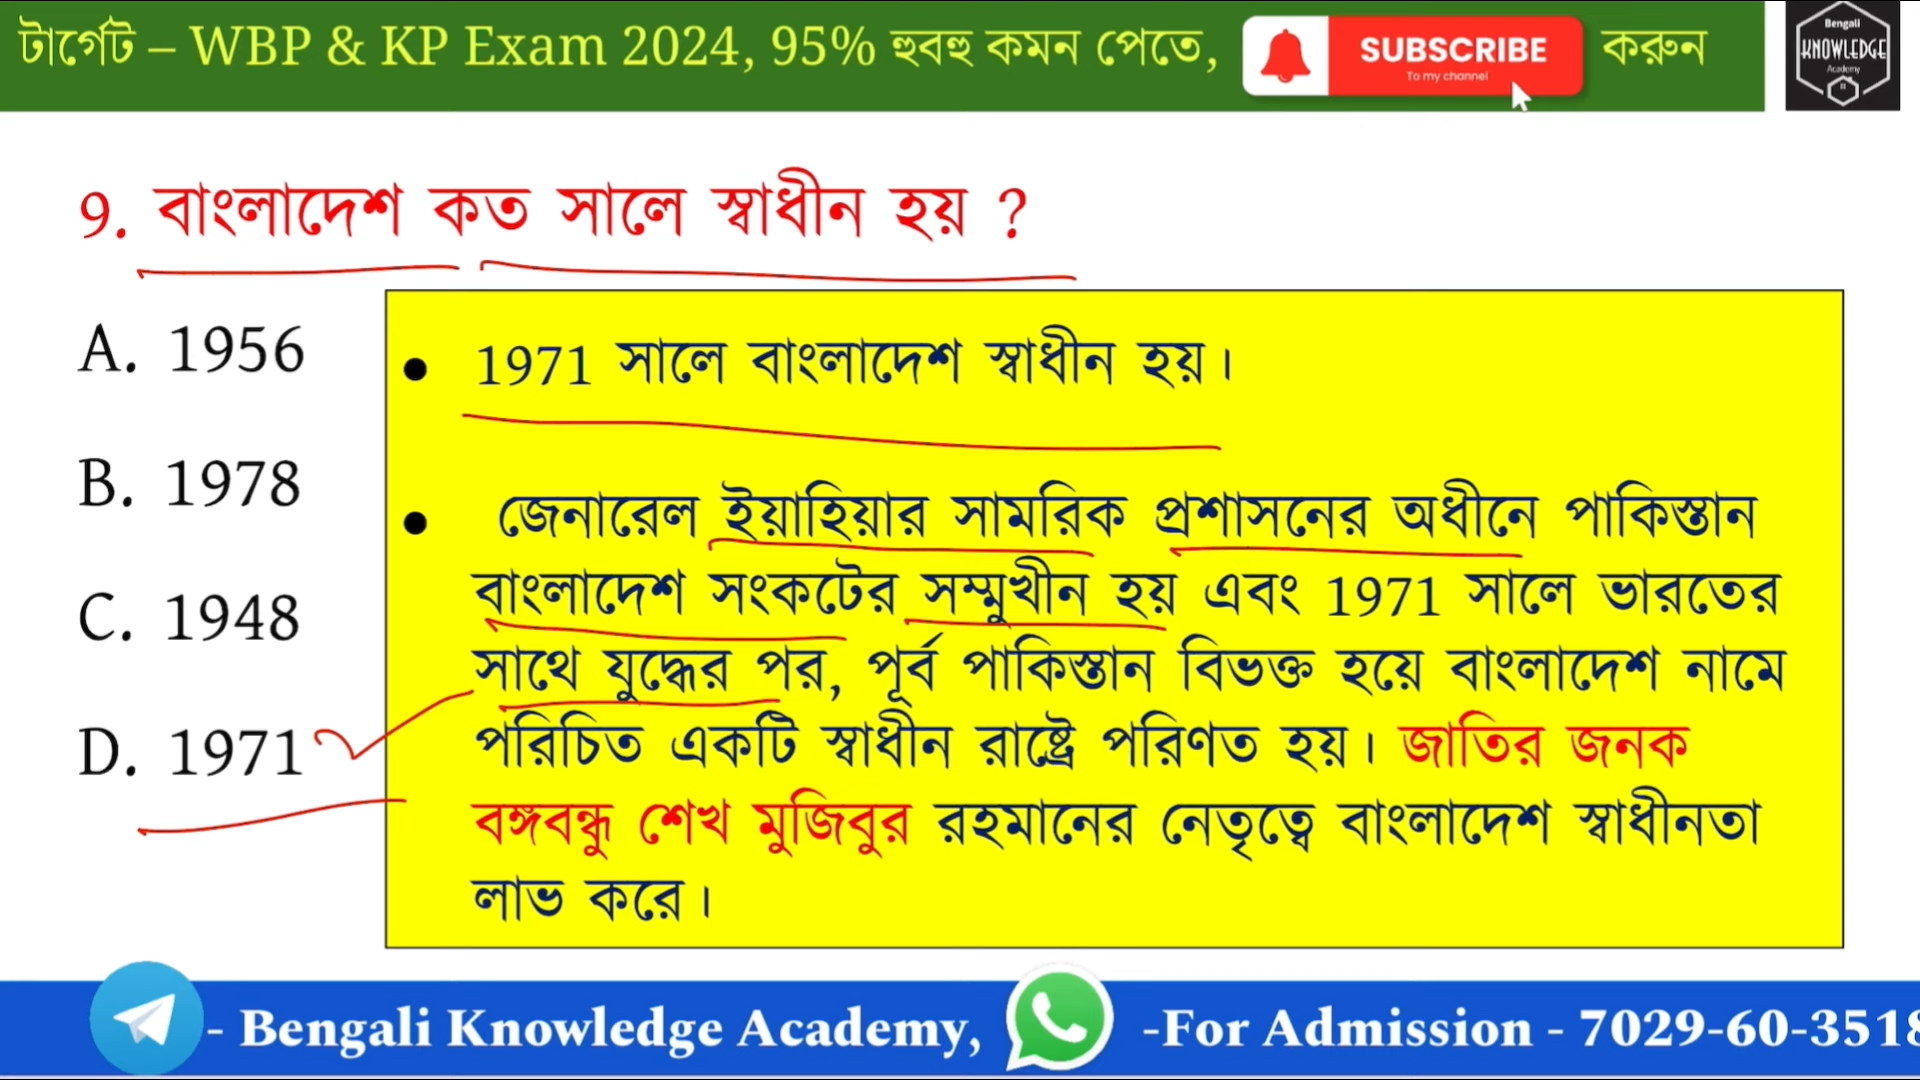 টার্গেট – WBP & KP Exam 2024, 95% হুবহু কমন পেতে, SUBSCRIBE করুন
To my channel
Bengali
KNOWLEDGE
Academy
9. বাংলাদেশ কত সালে স্বাধীন হয় ?
A. 1956
B. 1978
C. 1948
D. 1971
● 1971 সালে বাংলাদেশ স্বাধীন হয়।
● জেনারেল ইয়াহিয়ার সামরিক প্রশাসনের অধীনে পাকিস্তান
বাংলাদেশ সংকটের সম্মুখীন হয় এবং 1971 সালে ভারতের
সাথে যুদ্ধের পর, পূর্ব পাকিস্তান বিভক্ত হয়ে বাংলাদেশ নামে
পরিচিত একটি স্বাধীন রাষ্ট্রে পরিণত হয়। জাতির জনক
বঙ্গবন্ধু শেখ মুজিবুর রহমানের নেতৃত্বে বাংলাদেশ স্বাধীনতা
লাভ করে।
- Bengali Knowledge Academy, -For Admission - 7029-60-3518